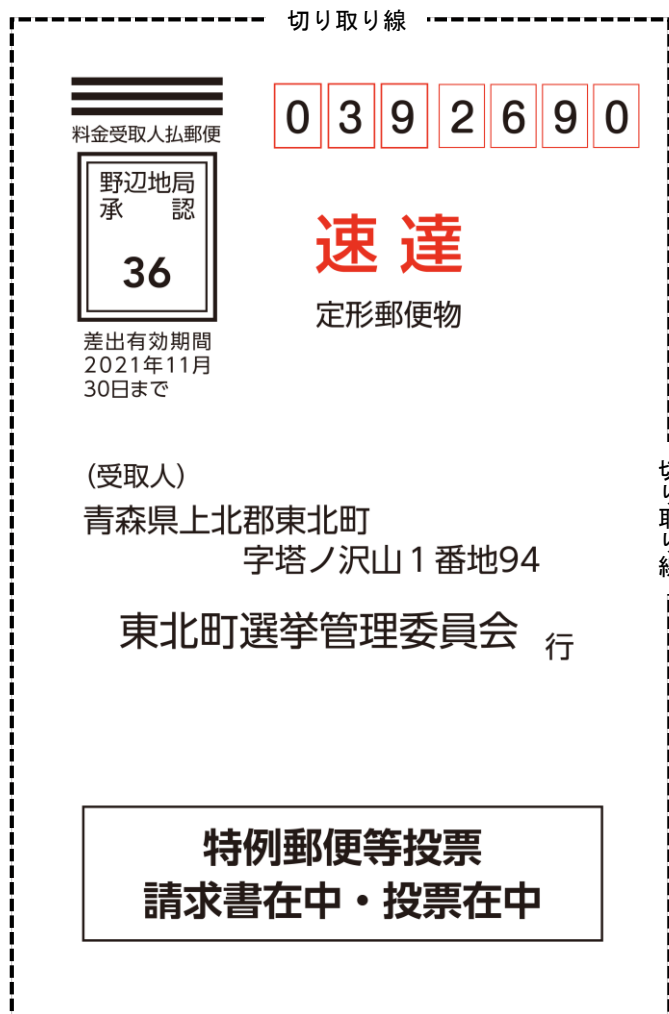 切り取り線
0392690
料金受取人払郵便
野辺地局
承　認
36
速達
定形郵便物
差出有効期間
2021年11月
30日まで
（受取人）
青森県上北郡東北町
字塔ノ沢山1番地94
東北町選挙管理委員会 行
切り取り線
特例郵便等投票
請求書在中・投票在中